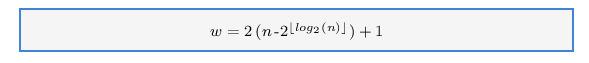 w = 2 (n-2^{⌊log₂(n)⌋}) + 1